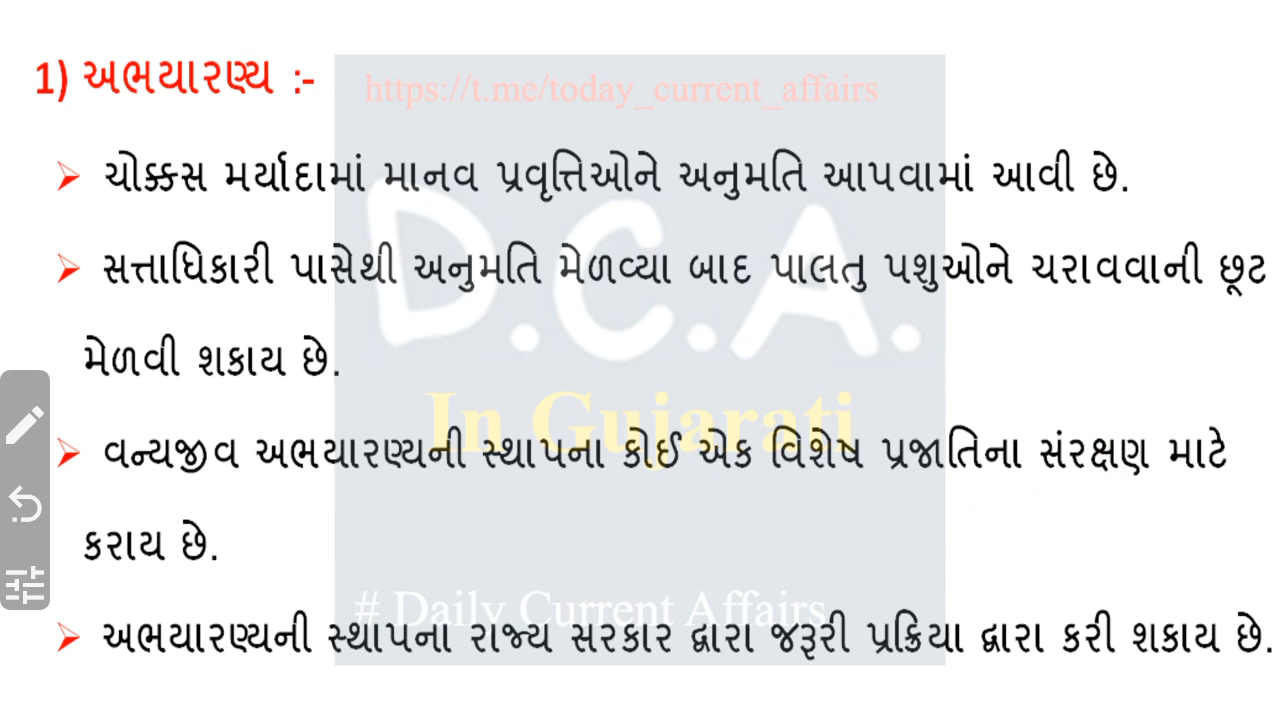 1) અભયારણ્ય :-
https://t.me/today_current_affairs
➢ ચોક્કસ મર્યાદામાં માનવ પ્રવૃત્તિઓને અનુમતિ આપવામાં આવી છે.
➢ સત્તાધિકારી પાસેથી અનુમતિ મેળવ્યા બાદ પાલતુ પશુઓને ચરાવવાની છૂટ
મેળવી શકાય છે.
D.C.A.
In Gujarati
➢ વન્યજીવ અભયારણ્યની સ્થાપના કોઈ એક વિશેષ પ્રજાતિના સંરક્ષણ માટે
કરાય છે.
# Daily Current Affairs
➢ અભયારણ્યની સ્થાપના રાજ્ય સરકાર દ્વારા જરૂરી પ્રક્રિયા દ્વારા કરી શકાય છે.